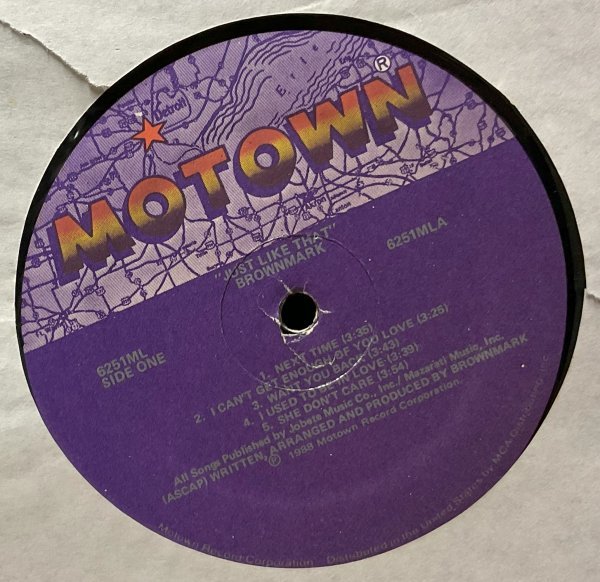 (Detroit)
ERIE
MOTOWN®
"JUST LIKE THAT"
BROWNMARK
6251MLA
6251ML
SIDE ONE
1. NEXT TIME (3:35)
2. I CAN'T GET ENOUGH OF YOU LOVE (3:25)
3. WANT YOU BACK (3:43)
4. I USED TO BE IN LOVE (3:39)
5. SHE DON'T CARE (3:54)
All Songs Published by Jobete Music Co., Inc./ Mazarati Music, Inc.
(ASCAP) WRITTEN, ARRANGED AND PRODUCED BY BROWNMARK
℗ 1988 Motown Record Corporation.
Motown Record Corporation Distributed in the United States by MCA